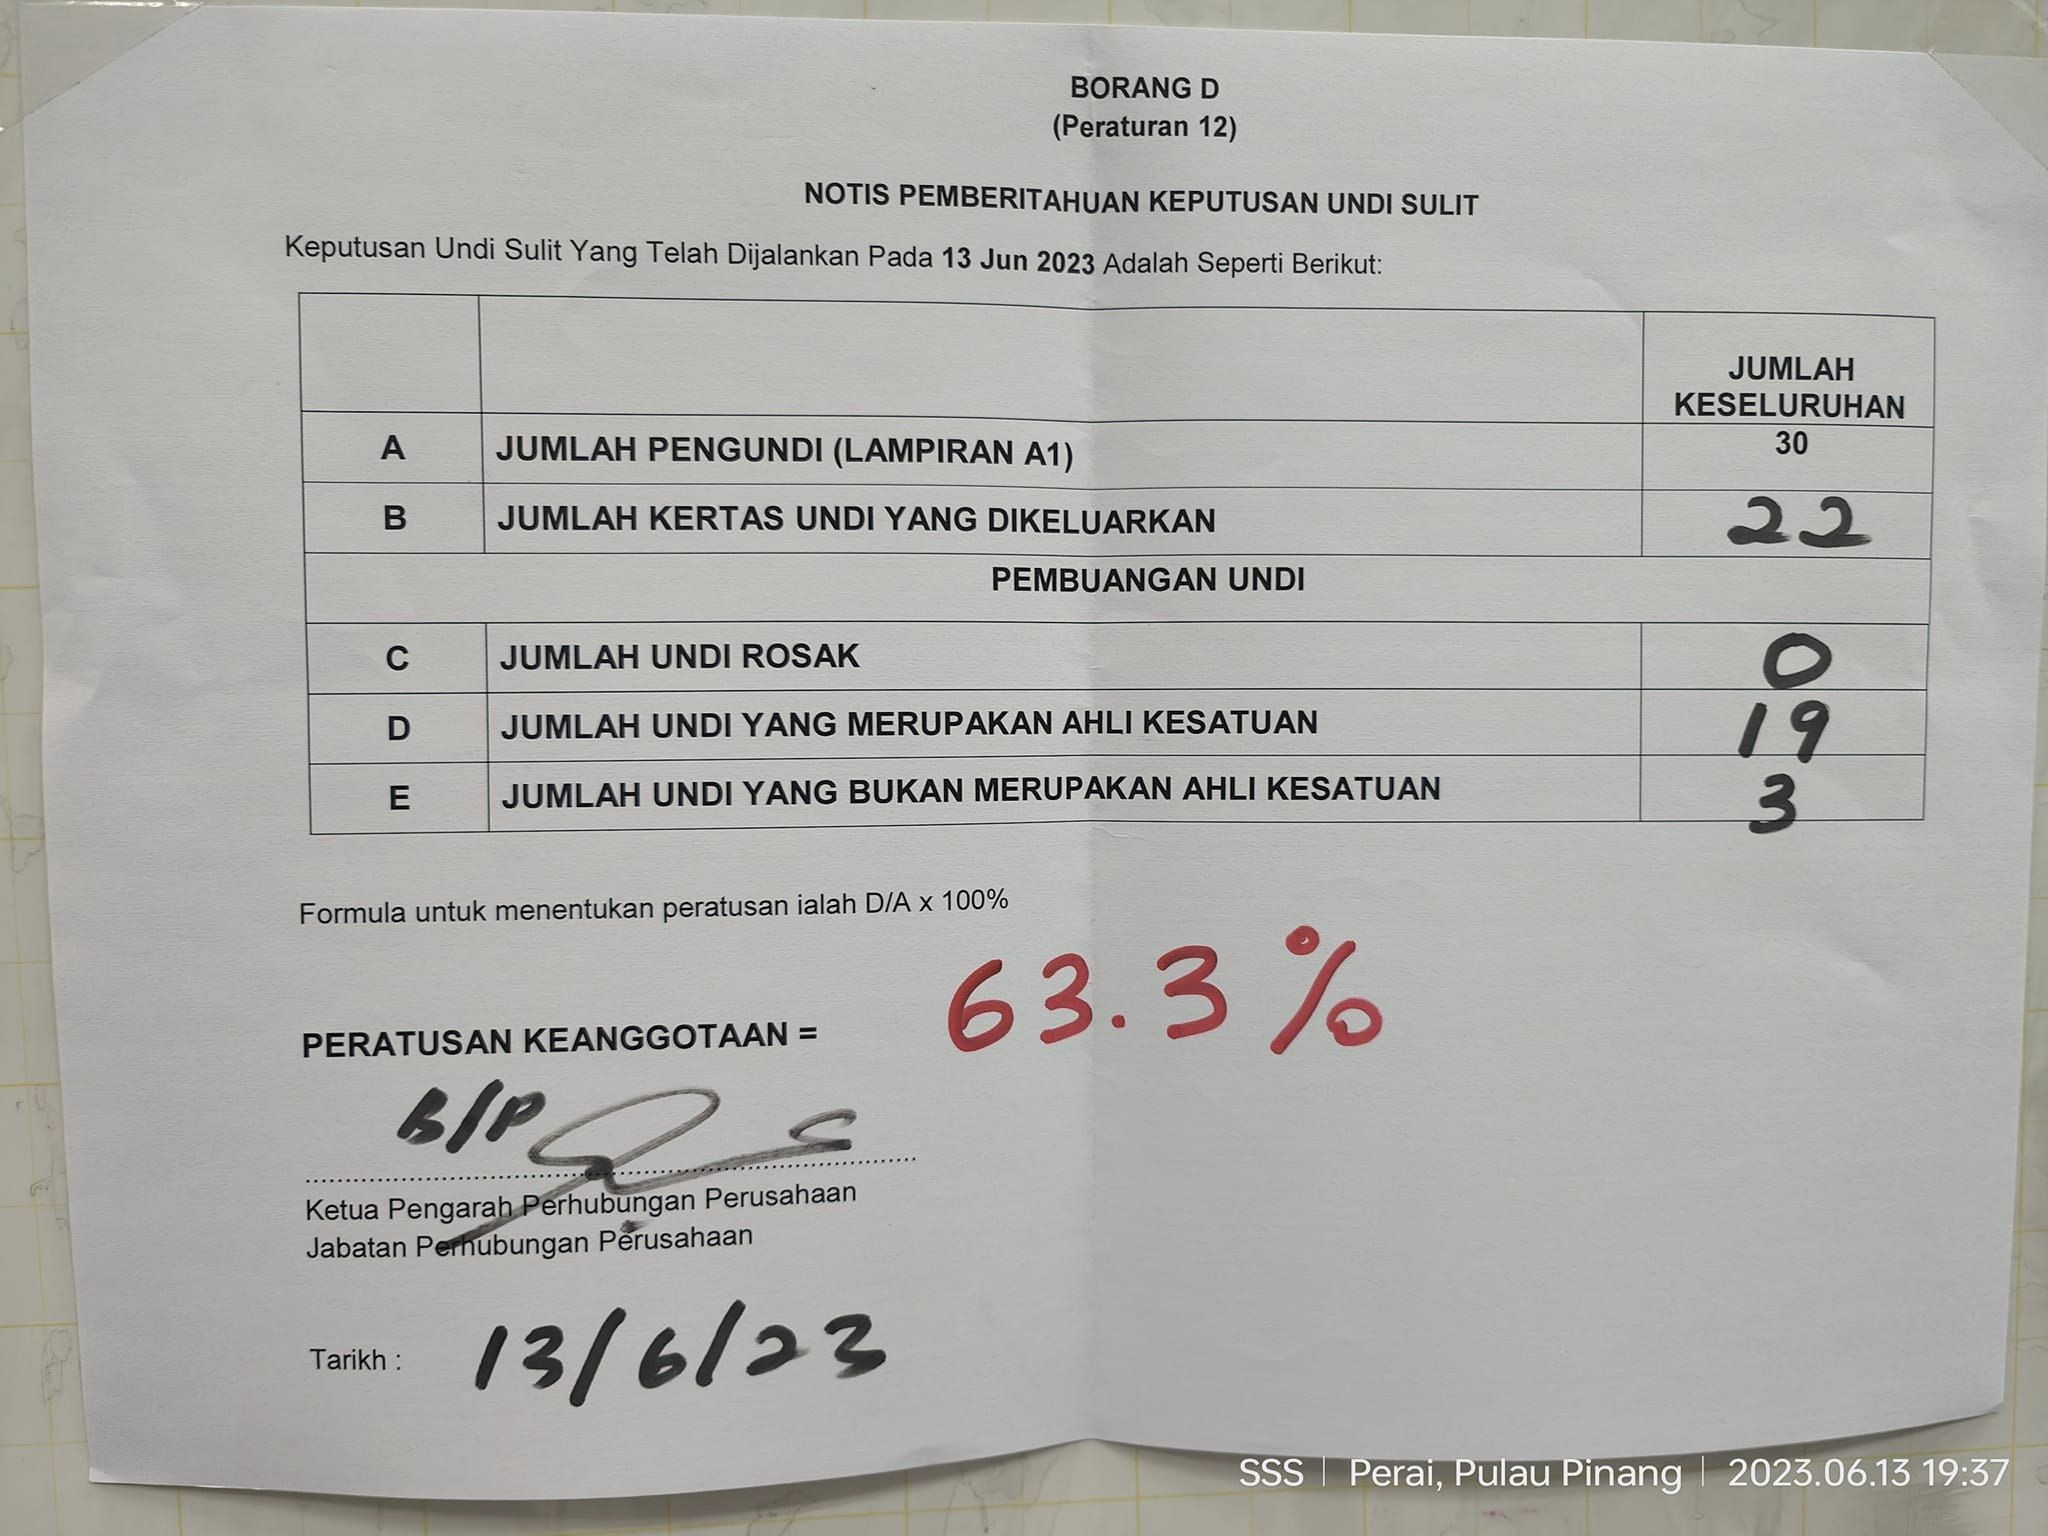 BORANG D
(Peraturan 12)
NOTIS PEMBERITAHUAN KEPUTUSAN UNDI SULIT
Keputusan Undi Sulit Yang Telah Dijalankan Pada 13 Jun 2023 Adalah Seperti Berikut:
JUMLAH
KESELURUHAN
A JUMLAH PENGUNDI (LAMPIRAN A1) 30
B JUMLAH KERTAS UNDI YANG DIKELUARKAN 22
PEMBUANGAN UNDI
C JUMLAH UNDI ROSAK 0
D JUMLAH UNDI YANG MERUPAKAN AHLI KESATUAN 19
E JUMLAH UNDI YANG BUKAN MERUPAKAN AHLI KESATUAN 3
Formula untuk menentukan peratusan ialah D/A x 100%
PERATUSAN KEANGGOTAAN = 63.3%
B/P
Ketua Pengarah Perhubungan Perusahaan
Jabatan Perhubungan Perusahaan
Tarikh : 13/6/23
SSS | Perai, Pulau Pinang | 2023.06.13 19:37